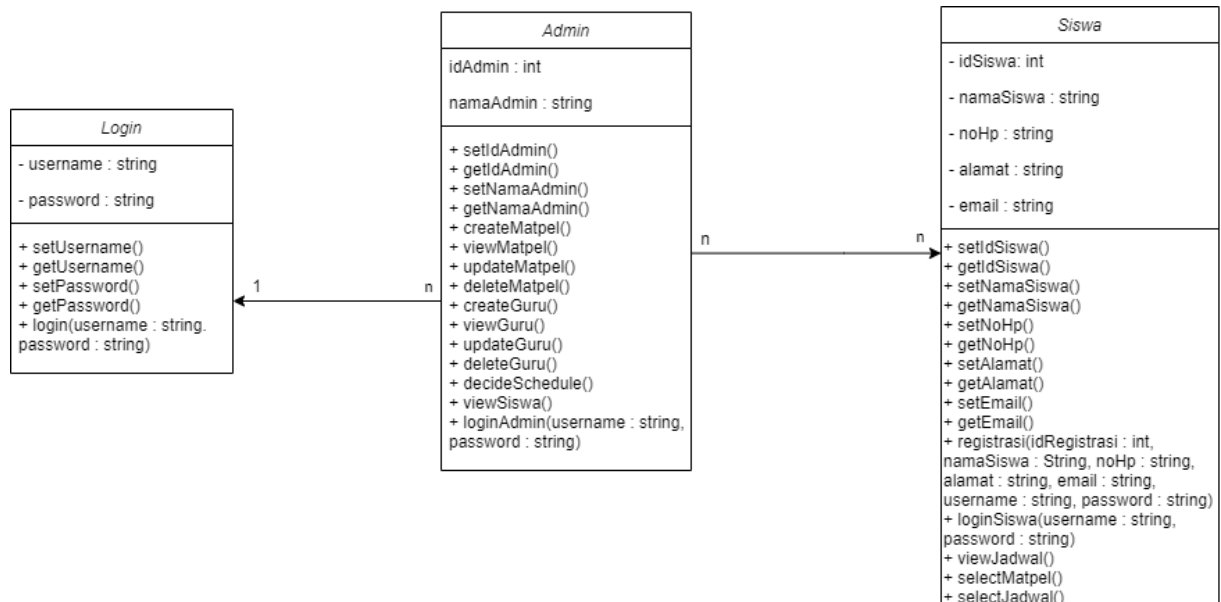 Login
- username : string
- password : string
+ setUsername()
+ getUsername()
+ setPassword()
+ getPassword()
+ login(username : string.
password : string)
1
n
Admin
idAdmin : int
namaAdmin : string
+ setIdAdmin()
+ getIdAdmin()
+ setNamaAdmin()
+ getNamaAdmin()
+ createMatpel()
+ viewMatpel()
+ updateMatpel()
+ deleteMatpel()
+ createGuru()
+ viewGuru()
+ updateGuru()
+ deleteGuru()
+ decideSchedule()
+ viewSiswa()
+ loginAdmin(username : string,
password : string)
n
n
Siswa
- idSiswa: int
- namaSiswa : string
- noHp : string
- alamat : string
- email : string
+ setIdSiswa()
+ getIdSiswa()
+ setNamaSiswa()
+ getNamaSiswa()
+ setNoHp()
+ getNoHp()
+ setAlamat()
+ getAlamat()
+ setEmail()
+ getEmail()
+ registrasi(idRegistrasi : int,
namaSiswa : String, noHp : string,
alamat : string, email : string,
username : string, password : string)
+ loginSiswa(username : string,
password : string)
+ viewJadwal()
+ selectMatpel()
+ selectJadwal()